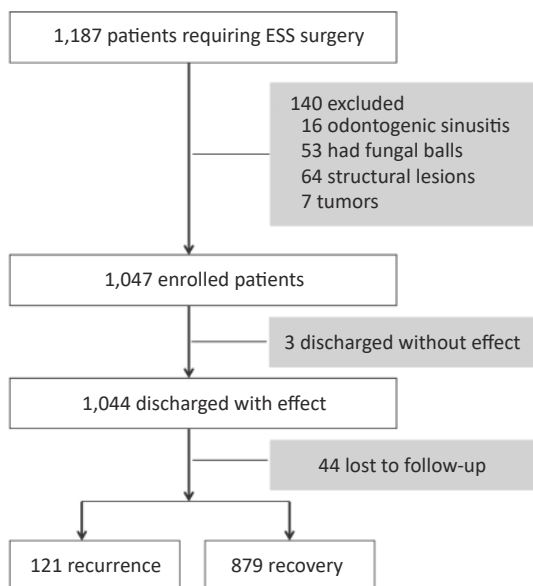 1,187 patients requiring ESS surgery
140 excluded
16 odontogenic sinusitis
53 had fungal balls
64 structural lesions
7 tumors
1,047 enrolled patients
3 discharged without effect
1,044 discharged with effect
44 lost to follow-up
121 recurrence
879 recovery